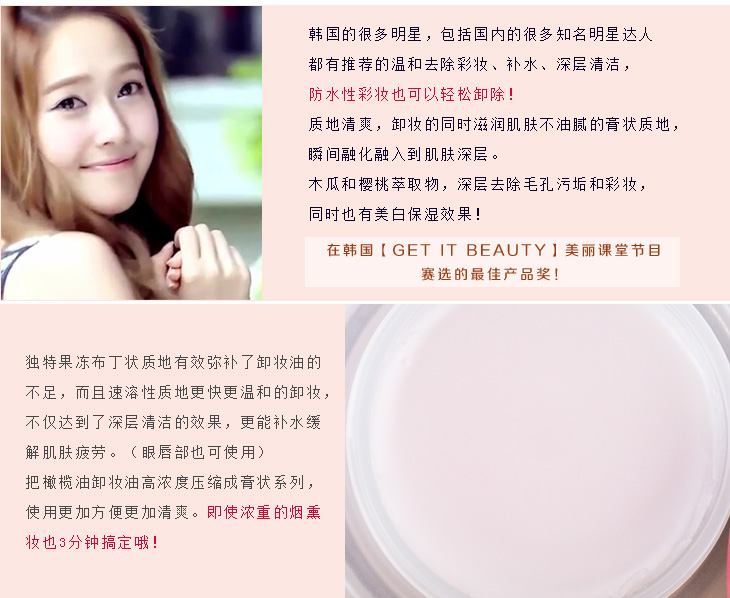 韩国的很多明星，包括国内的很多知名明星达人
都有推荐的温和去除彩妆、补水、深层清洁，
防水性彩妆也可以轻松卸除！
质地清爽，卸妆的同时滋润肌肤不油腻的膏状质地，
瞬间融化融入到肌肤深层。
木瓜和樱桃萃取物，深层去除毛孔污垢和彩妆，
同时也有美白保湿效果！
在韩国【GET IT BEAUTY】美丽课堂节目
赛选的最佳产品奖！
独特果冻布丁状质地有效弥补了卸妆油的
不足，而且速溶性质地更快更温和的卸妆，
不仅达到了深层清洁的效果，更能补水缓
解肌肤疲劳。（眼唇部也可使用）
把橄榄油卸妆油高浓度压缩成膏状系列，
使用更加方便更加清爽。即使浓重的烟熏
妆也3分钟搞定哦！